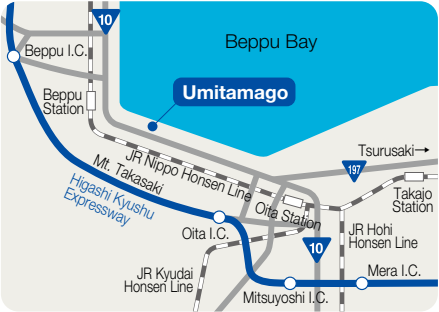 10
Beppu Bay
Beppu I.C.
Umitamago
Beppu
Station
Tsurusaki→
JR Nippo Honsen Line
197
Mt. Takasaki
Higashi Kyushu
Expressway
Takajo
Station
Oita Station
Oita I.C.
10
JR Hohi
Honsen Line
JR Kyudai
Honsen Line
Mera I.C.
Mitsuyoshi I.C.